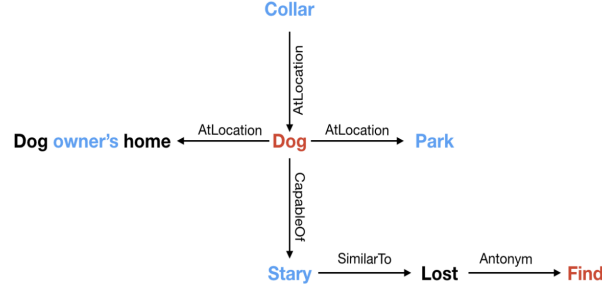 Collar
AtLocation
Dog owner's home
AtLocation
Dog
AtLocation
Park
CapableOf
Stary
SimilarTo
Lost
Antonym
Find